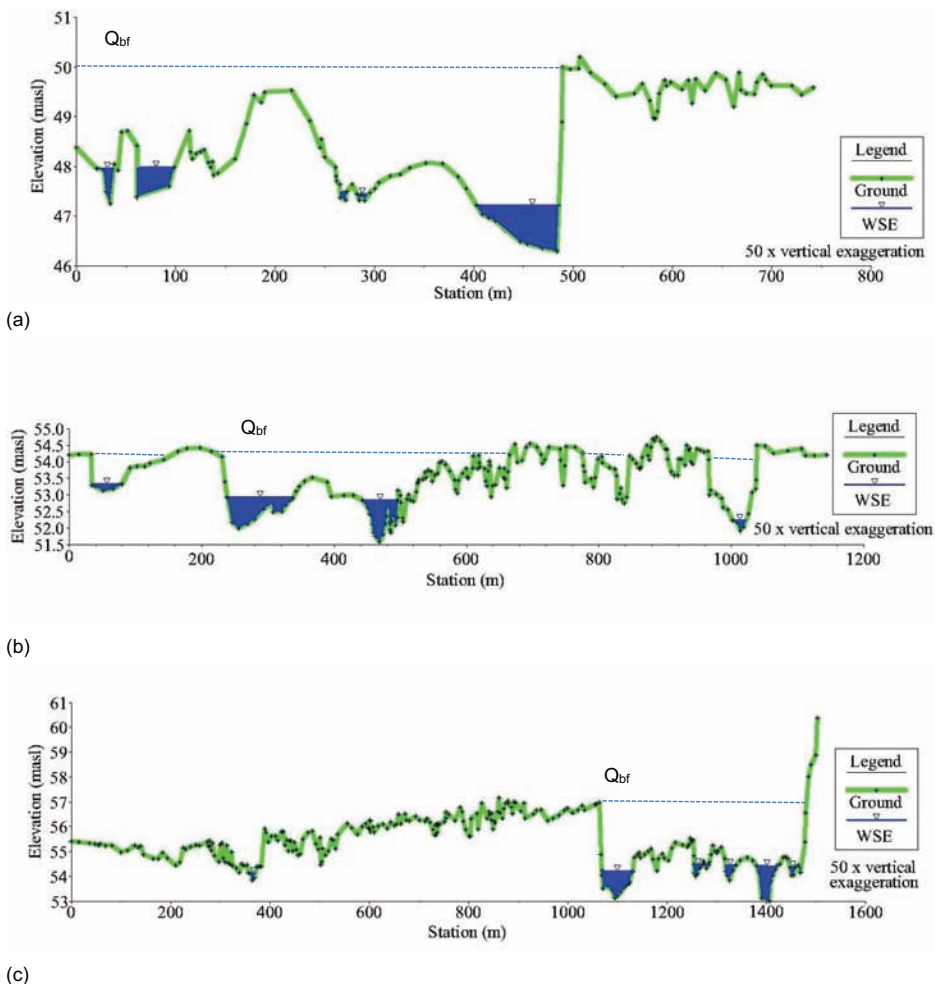 51
Q_bf
50
49
48
47
46
Elevation (masl)
0 100 200 300 400 500 600 700 800
Station (m)
Legend
Ground
WSE
50 x vertical exaggeration
(a)
55.0
54.5
54.0
53.5
53.0
52.5
52.0
51.5
Elevation (masl)
Q_bf
0 200 400 600 800 1000 1200
Station (m)
Legend
Ground
WSE
50 x vertical exaggeration
(b)
61
60
59
58
57
56
55
54
53
Elevation (masl)
Q_bf
0 200 400 600 800 1000 1200 1400 1600
Station (m)
Legend
Ground
WSE
50 x vertical
exaggeration
(c)